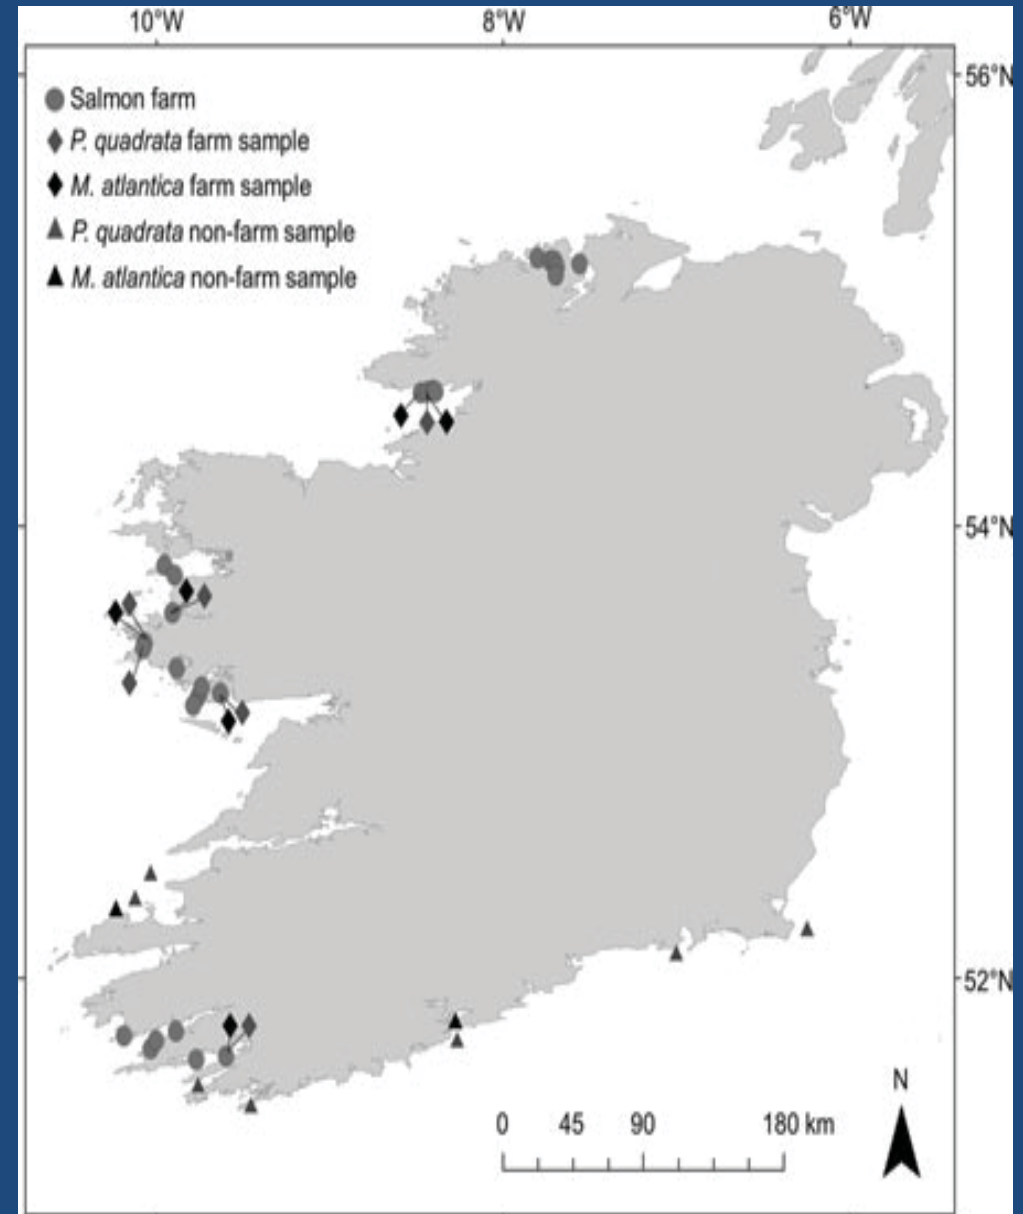 10°W 8°W 6°W
56°N
Salmon farm
P. quadrata farm sample
M. atlantica farm sample
P. quadrata non-farm sample
M. atlantica non-farm sample
54°N
52°N
N
0 45 90 180 km